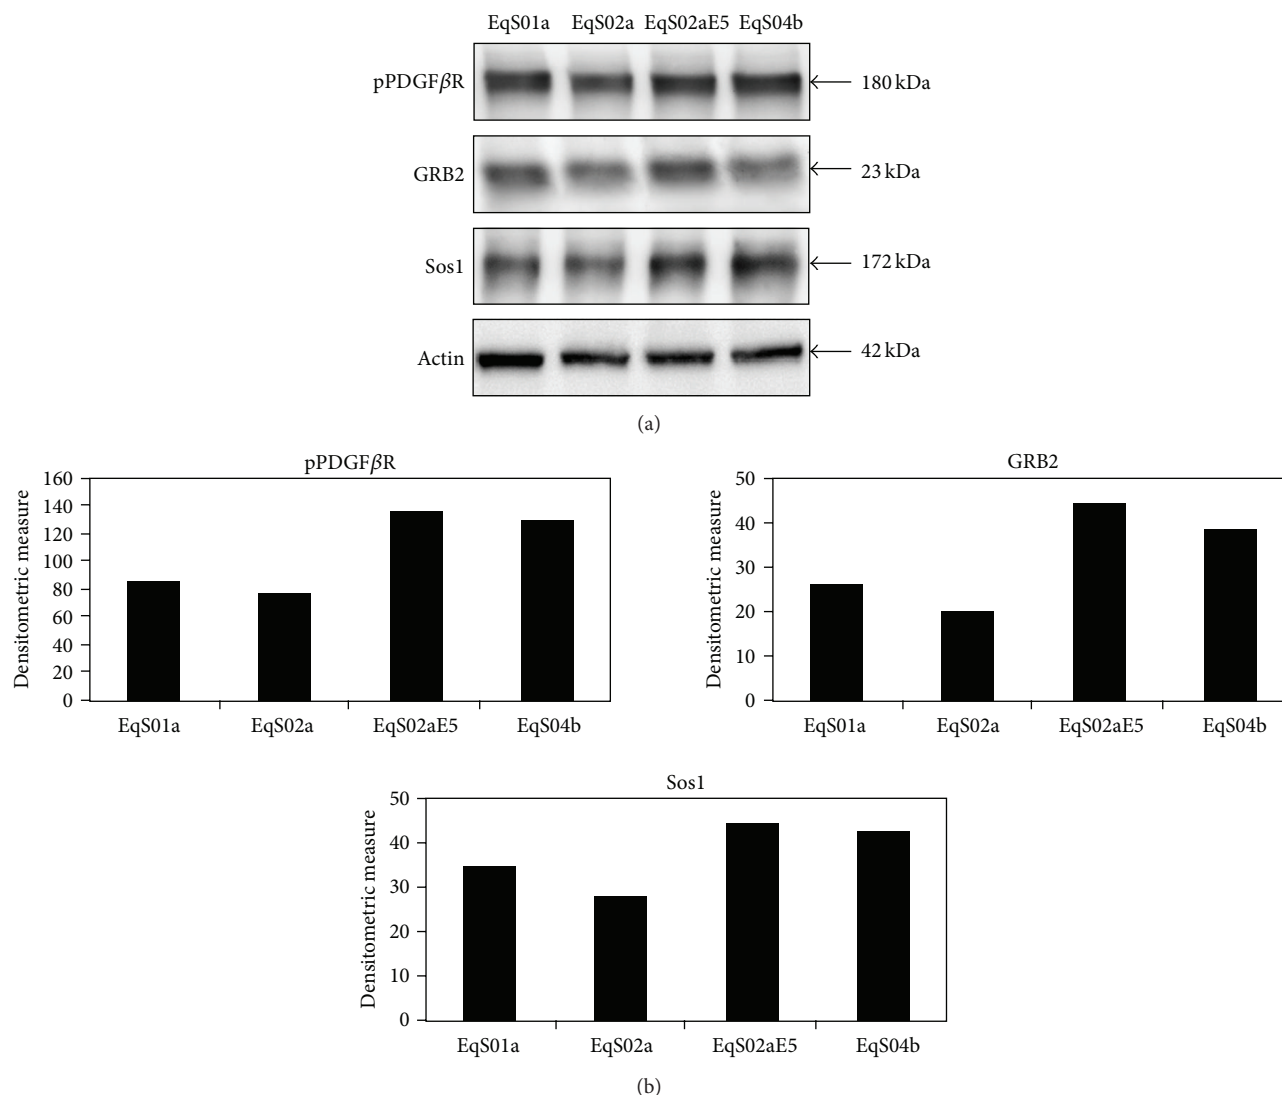 EqS01a EqS02a EqS02aE5 EqS04b
pPDGFβR 180 kDa
GRB2 23 kDa
Sos1 172 kDa
Actin 42 kDa
(a)
pPDGFβR
Densitometric measure
160
140
120
100
80
60
40
20
0
EqS01a EqS02a EqS02aE5 EqS04b
GRB2
Densitometric measure
50
40
30
20
10
0
EqS01a EqS02a EqS02aE5 EqS04b
Sos1
Densitometric measure
50
40
30
20
10
0
EqS01a EqS02a EqS02aE5 EqS04b
(b)